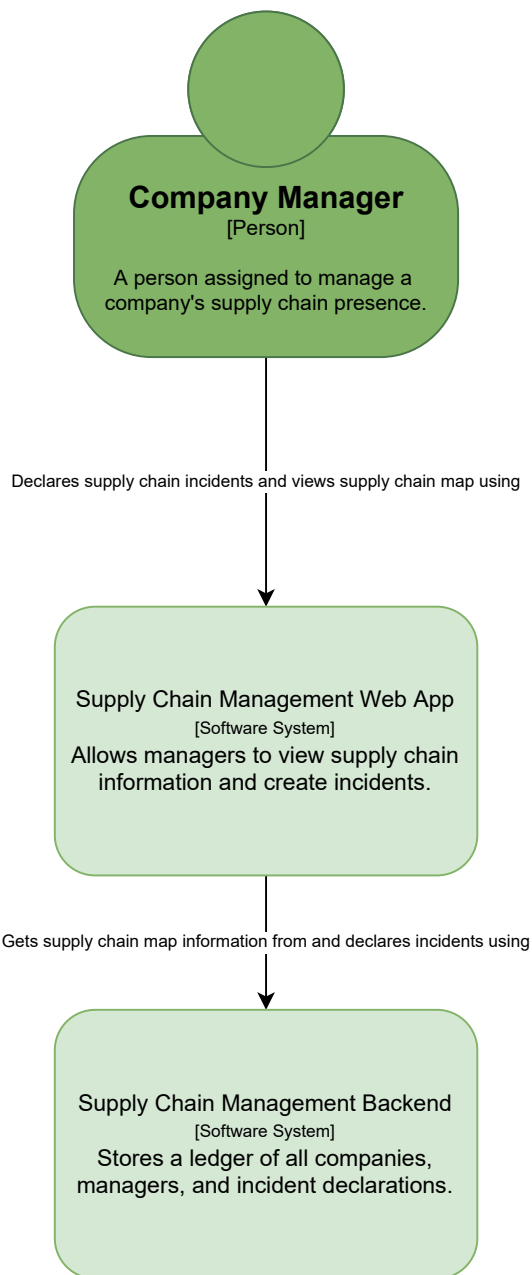 Company Manager
[Person]
A person assigned to manage a
company's supply chain presence.
Declares supply chain incidents and views supply chain map using
Supply Chain Management Web App
[Software System]
Allows managers to view supply chain
information and create incidents.
Gets supply chain map information from and declares incidents using
Supply Chain Management Backend
[Software System]
Stores a ledger of all companies,
managers, and incident declarations.